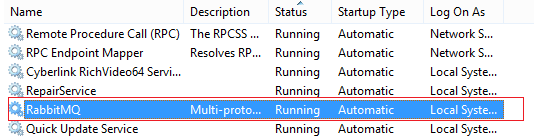 Name Description Status Startup Type Log On As
Remote Procedure Call (RPC) The RPCSS ... Running Automatic Network S...
RPC Endpoint Mapper Resolves RP... Running Automatic Network S...
Cyberlink RichVideo64 Servi... Running Automatic Local Syste...
RepairService Running Automatic Local Syste...
RabbitMQ Multi-proto... Running Automatic Local Syste...
Quick Update Service Running Automatic Local Syste...